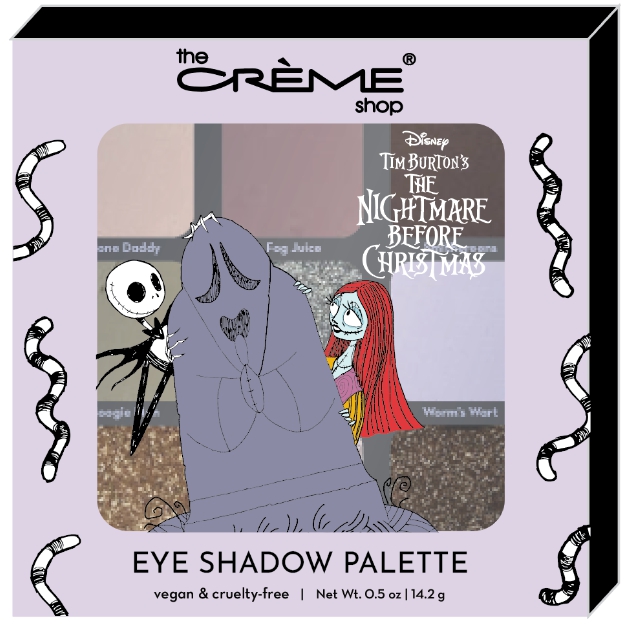 the
CRÈME®
shop
Disney
TIM BURTON'S
THE
NIGHTMARE
BEFORE
CHRISTMAS
Fog Juice
Worm's Wort
EYE SHADOW PALETTE
vegan & cruelty-free | Net Wt. 0.5 oz | 14.2 g